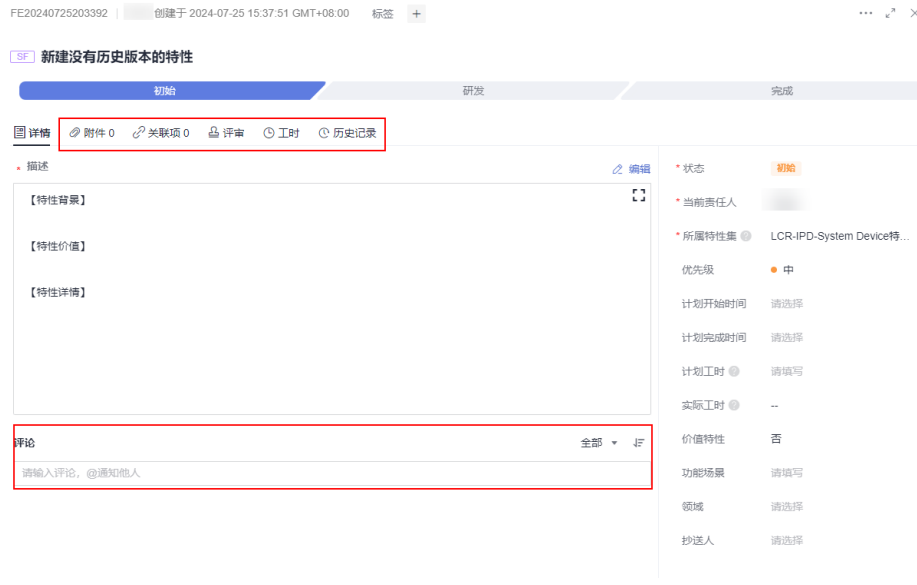 FE20240725203392 创建于 2024-07-25 15:37:51 GMT+08:00 标签 +
SF 新建没有历史版本的特性
初始 研发 完成
详情 附件 0 关联项 0 评审 工时 历史记录
* 描述 编辑
【特性背景】
【特性价值】
【特性详情】
评论 全部
请输入评论，@通知他人
* 状态 初始
* 当前责任人
* 所属特性集 LCR-IPD-System Device特...
优先级 中
计划开始时间 请选择
计划完成时间 请选择
计划工时 请填写
实际工时 --
价值特性 否
功能场景 请填写
领域 请选择
抄送人 请选择